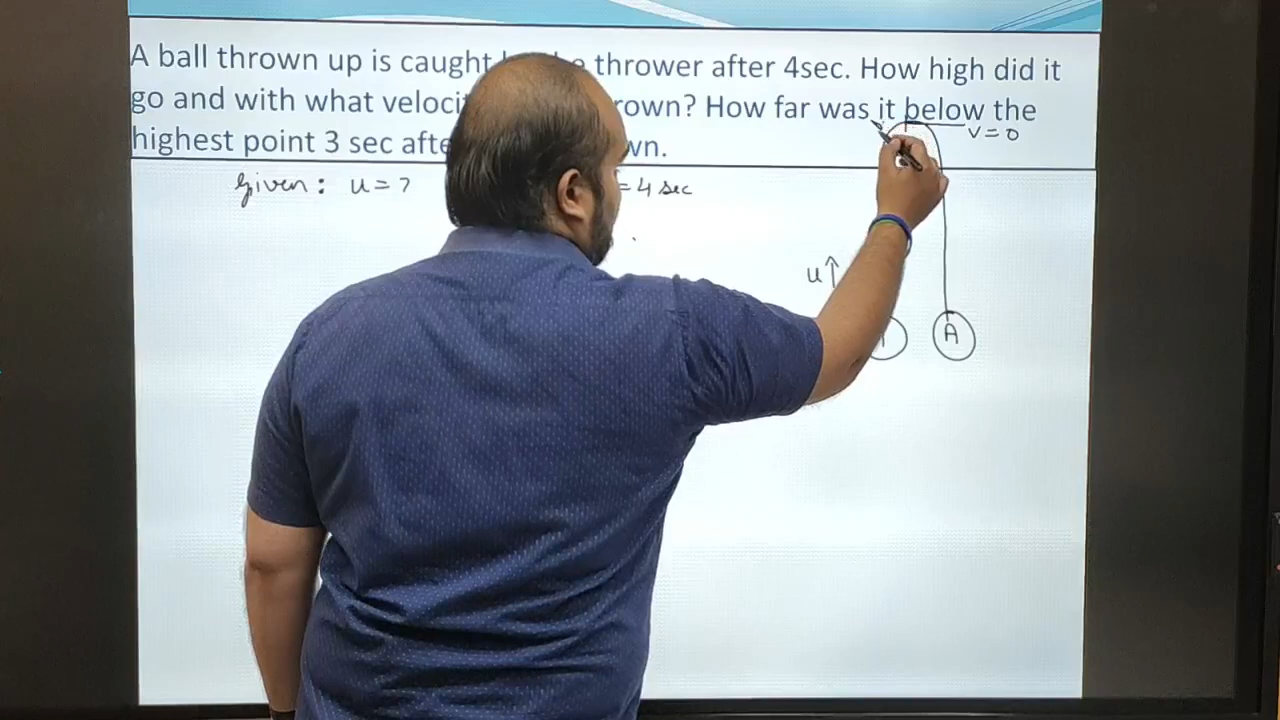 A ball thrown up is caught thrower after 4sec. How high did it
go and with what velocit rown? How far was it below the
highest point 3 sec afte wn.
v=0
Given: u=? =4 sec
u↑
A